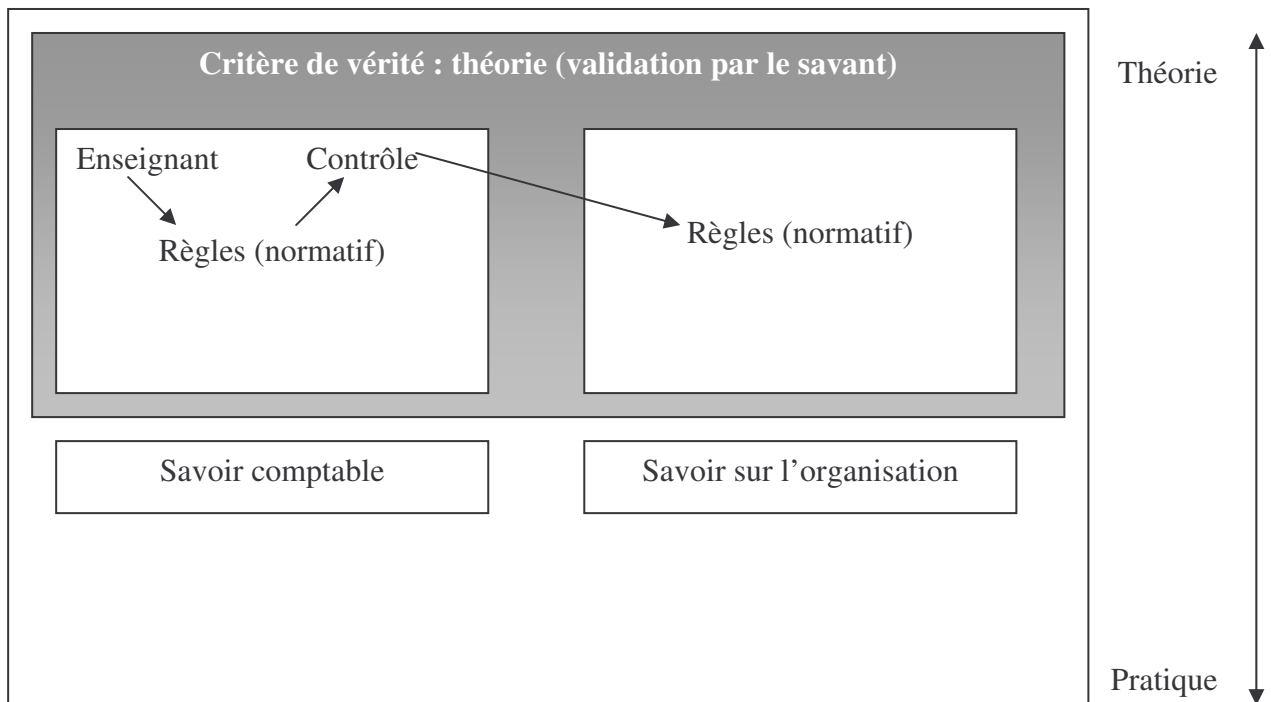 Critère de vérité : théorie (validation par le savant)
Théorie
Enseignant
Contrôle
Règles (normatif)
Règles (normatif)
Savoir comptable
Savoir sur l’organisation
Pratique